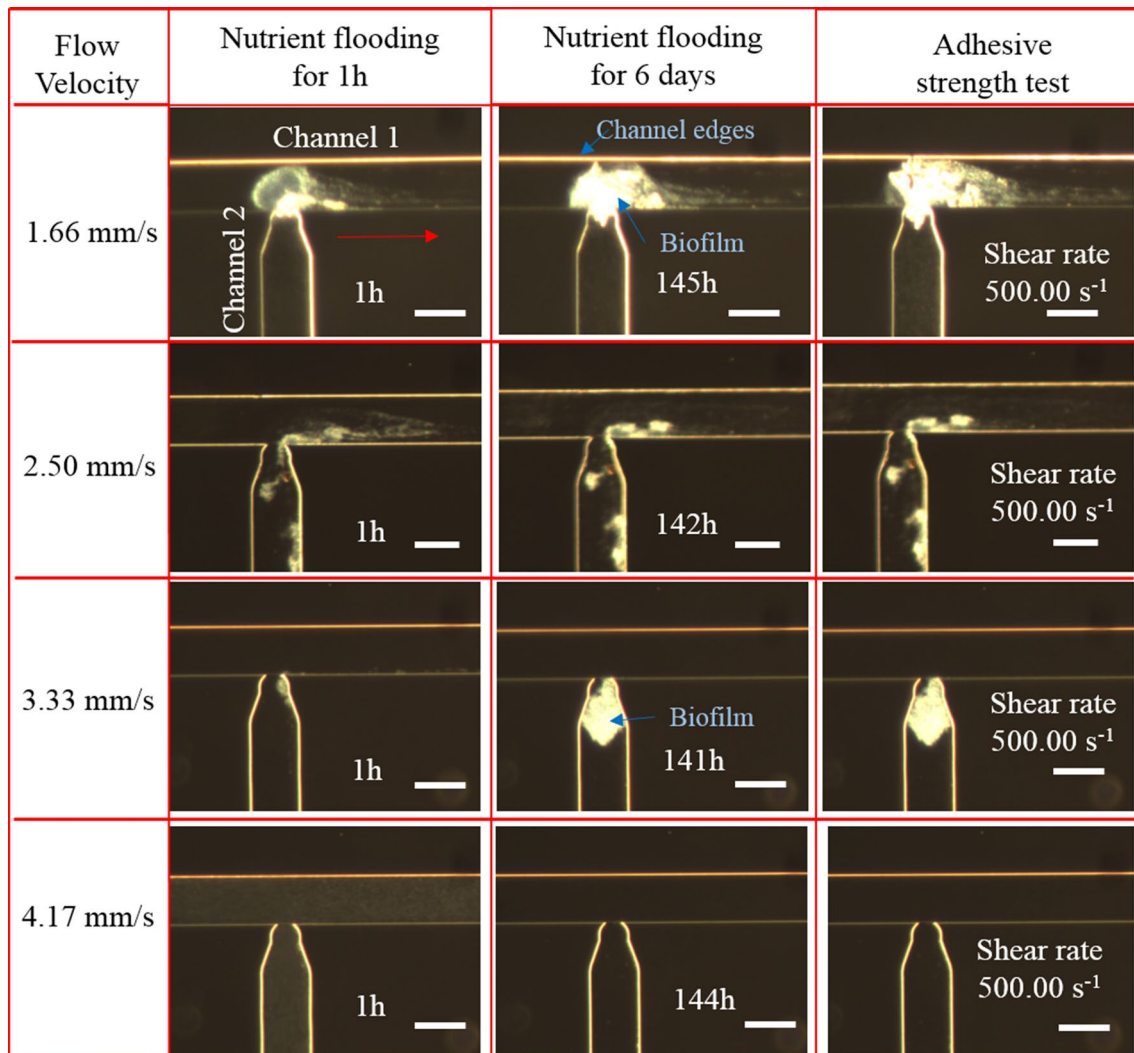 Flow
Velocity
Nutrient flooding
for 1h
Nutrient flooding
for 6 days
Adhesive
strength test
1.66 mm/s
Channel 1
Channel 2
1h
Channel edges
Biofilm
145h
Shear rate
500.00 s⁻¹
2.50 mm/s
1h
142h
Shear rate
500.00 s⁻¹
3.33 mm/s
1h
Biofilm
141h
Shear rate
500.00 s⁻¹
4.17 mm/s
1h
144h
Shear rate
500.00 s⁻¹